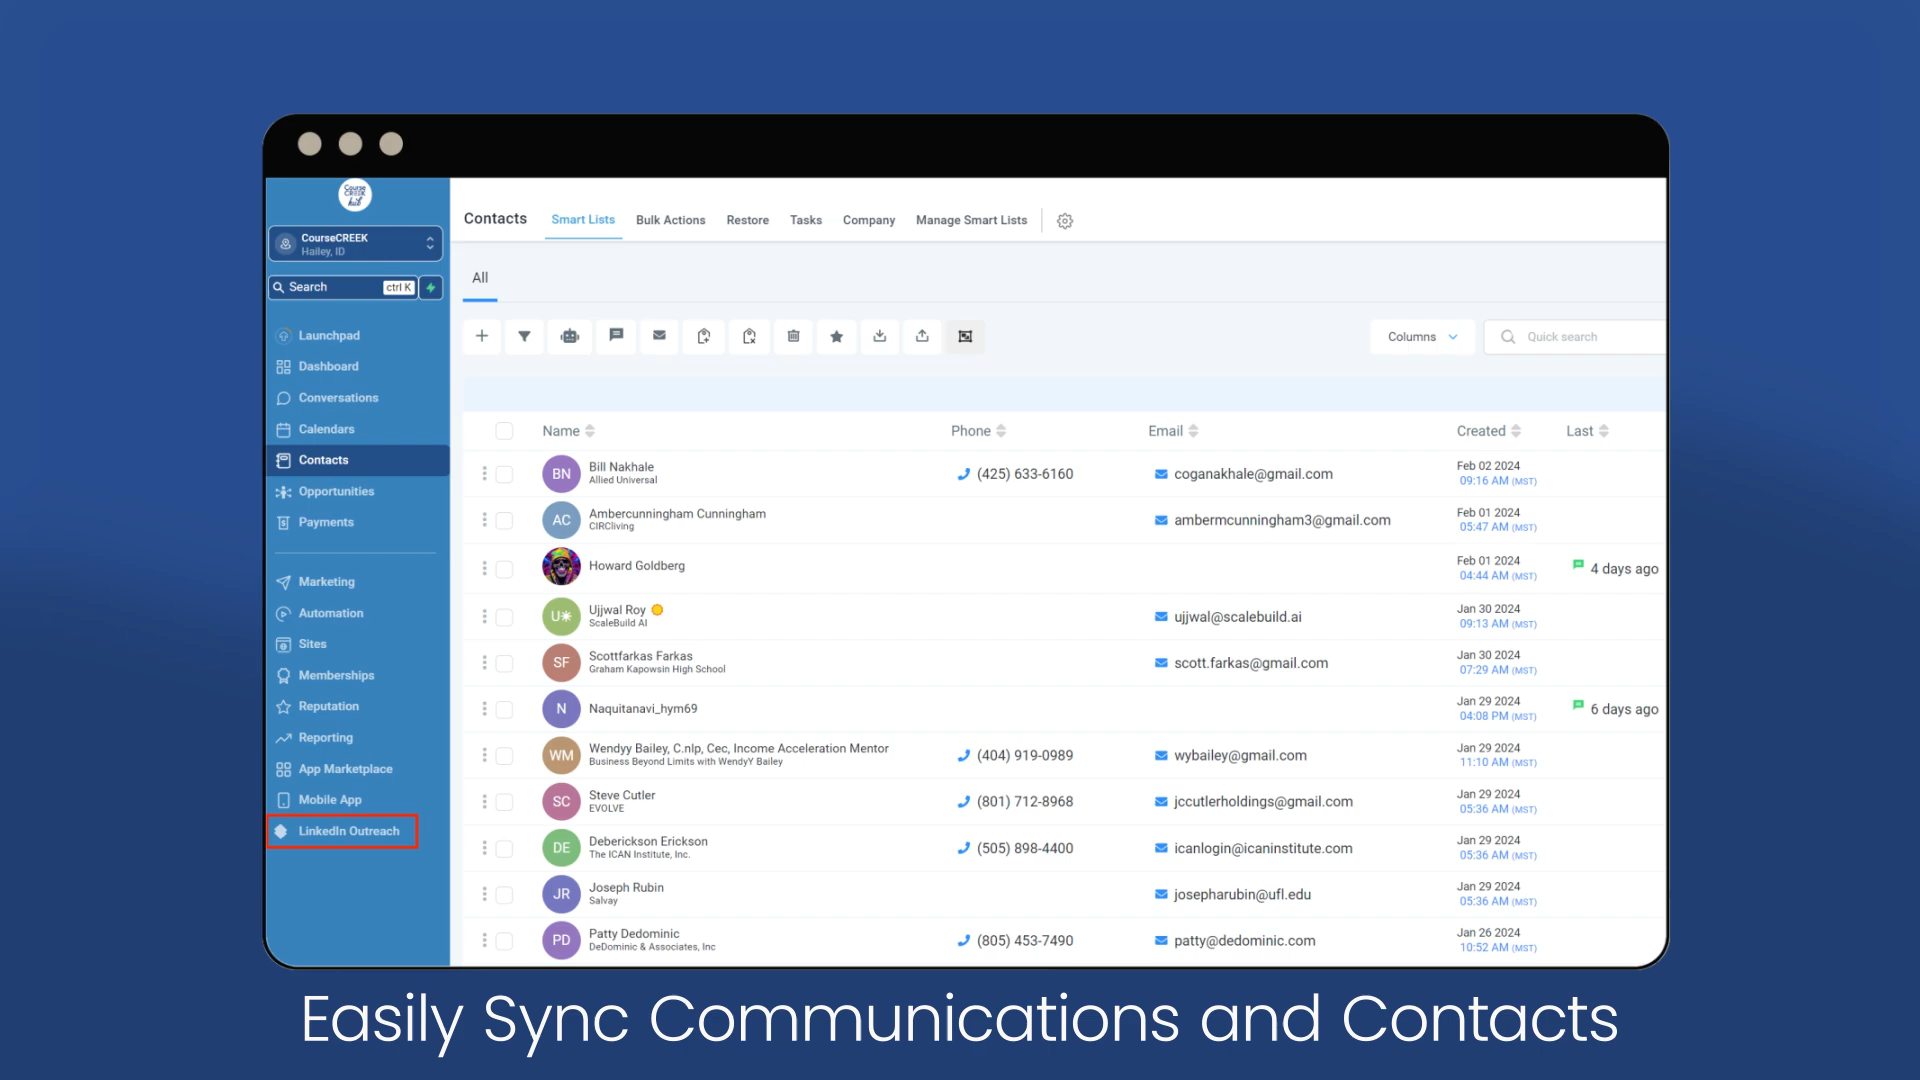 Course
CREEK
hub
CourseCREEK
Hailey, ID
Search ctrl K
Launchpad
Dashboard
Conversations
Calendars
Contacts
Opportunities
Payments
Marketing
Automation
Sites
Memberships
Reputation
Reporting
App Marketplace
Mobile App
LinkedIn Outreach
Contacts Smart Lists Bulk Actions Restore Tasks Company Manage Smart Lists
All
Columns Quick search
Name Phone Email Created Last
BN Bill Nakhale (425) 633-6160 coganakhale@gmail.com Feb 02 2024
Allied Universal 09:16 AM (MST)
AC Ambercunningham Cunningham ambermcunningham3@gmail.com Feb 01 2024
CIRCliving 05:47 AM (MST)
Howard Goldberg Feb 01 2024 4 days ago
04:44 AM (MST)
U☀ Ujjwal Roy ujjwal@scalebuild.ai Jan 30 2024
ScaleBuild AI 09:13 AM (MST)
SF Scottfarkas Farkas scott.farkas@gmail.com Jan 30 2024
Graham Kapowsin High School 07:29 AM (MST)
N Naquitanavi_hym69 Jan 29 2024 6 days ago
04:08 PM (MST)
WM Wendyy Bailey, C.nlp, Cec, Income Acceleration Mentor (404) 919-0989 wybailey@gmail.com Jan 29 2024
Business Beyond Limits with WendyY Bailey 11:10 AM (MST)
SC Steve Cutler (801) 712-8968 jccutlerholdings@gmail.com Jan 29 2024
EVOLVE 05:36 AM (MST)
DE Deberickson Erickson (505) 898-4400 icanlogin@icaninstitute.com Jan 29 2024
The ICAN Institute, Inc. 05:36 AM (MST)
JR Joseph Rubin josepharubin@ufl.edu Jan 29 2024
Salvay 05:36 AM (MST)
PD Patty Dedominic (805) 453-7490 patty@dedominic.com Jan 26 2024
DeDominic & Associates, Inc 10:52 AM (MST)
Easily Sync Communications and Contacts